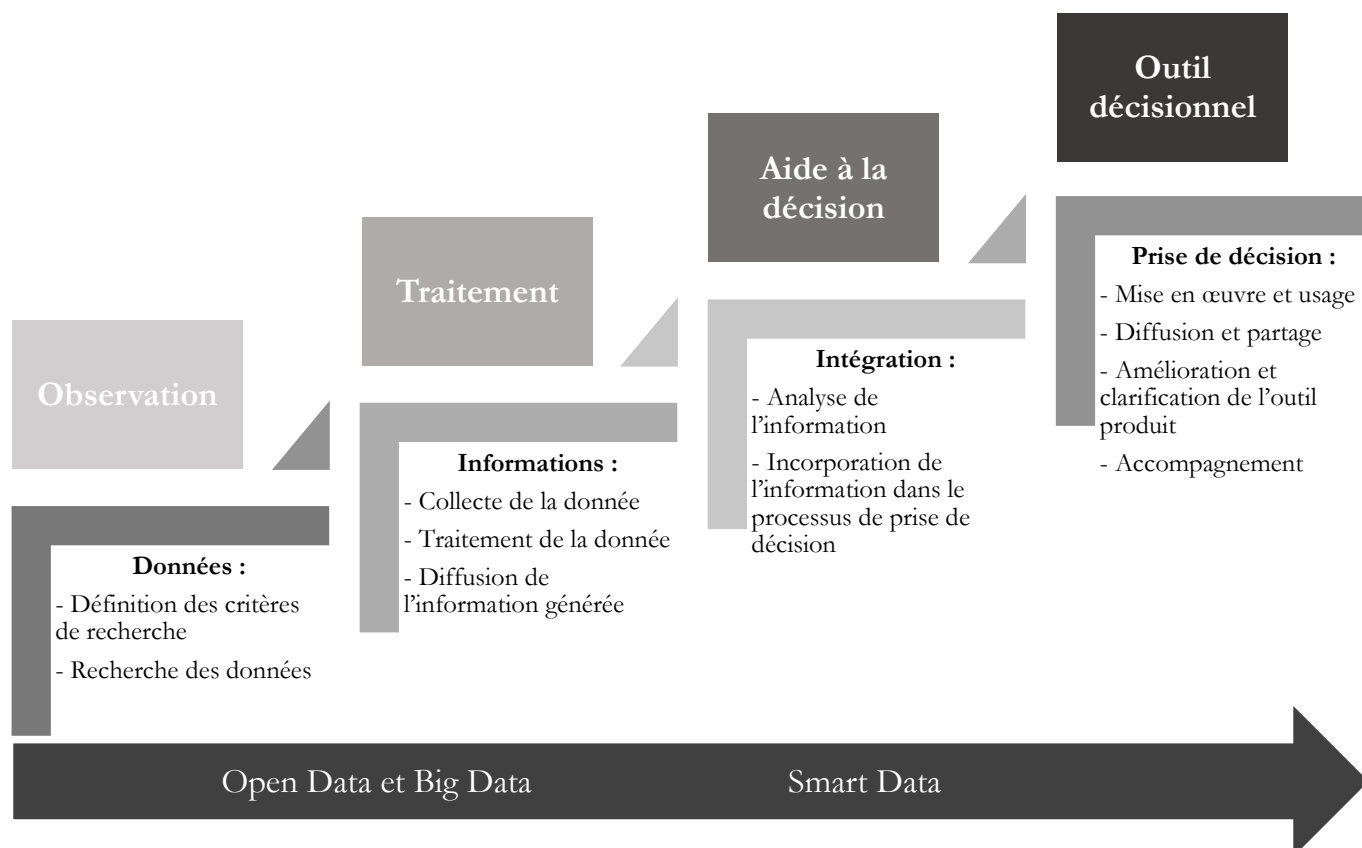 Observation
Données :
- Définition des critères
de recherche
- Recherche des données
Traitement
Informations :
- Collecte de la donnée
- Traitement de la donnée
- Diffusion de
l’information générée
Aide à la
décision
Intégration :
- Analyse de
l’information
- Incorporation de
l’information dans le
processus de prise de
décision
Outil
décisionnel
Prise de décision :
- Mise en œuvre et usage
- Diffusion et partage
- Amélioration et
clarification de l’outil
produit
- Accompagnement
Open Data et Big Data
Smart Data